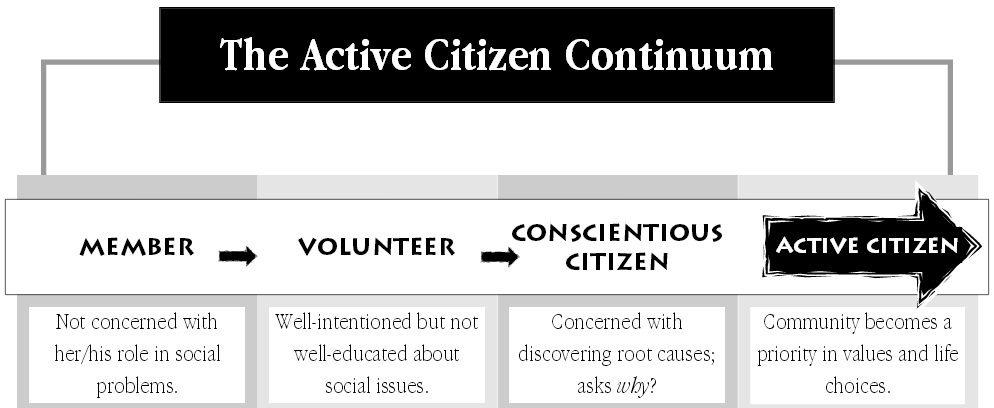 The Active Citizen Continuum
MEMBER
VOLUNTEER
CONSCIENTIOUS
CITIZEN
ACTIVE CITIZEN
Not concerned with
her/his role in social
problems.
Well-intentioned but not
well-educated about
social issues.
Concerned with
discovering root causes;
asks why?
Community becomes a
priority in values and life
choices.